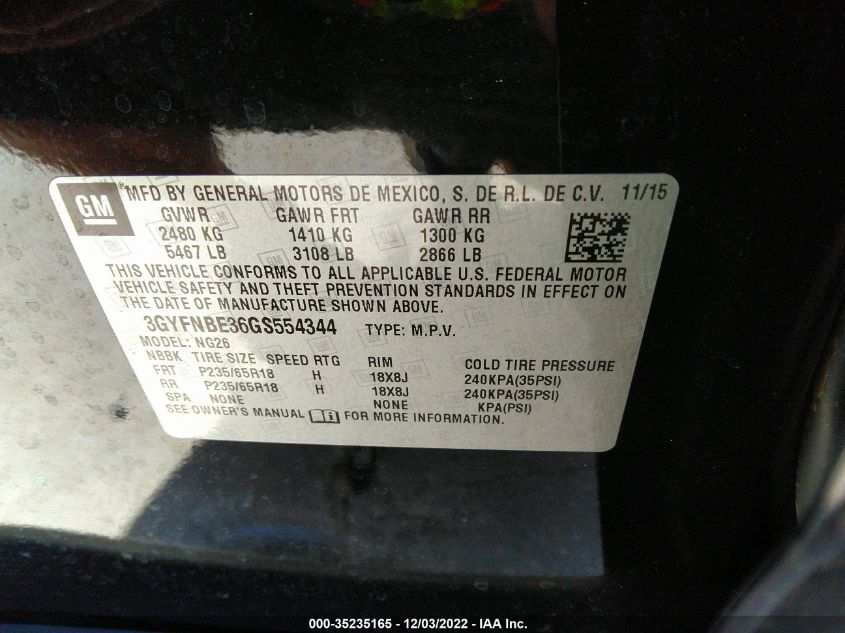 GM ®MFD BY GENERAL MOTORS DE MEXICO, S. DE R.L. DE C.V. 11/15
GVWR GAWR FRT GAWR RR
2480 KG 1410 KG 1300 KG
5467 LB 3108 LB 2866 LB
THIS VEHICLE CONFORMS TO ALL APPLICABLE U.S. FEDERAL MOTOR
VEHICLE SAFETY AND THEFT PREVENTION STANDARDS IN EFFECT ON
THE DATE OF MANUFACTURE SHOWN ABOVE.
3GYFNBE36GS554344 TYPE: M.P.V.
MODEL: NG26
NBBK TIRE SIZE SPEED RTG RIM COLD TIRE PRESSURE
FRT P235/65R18 H 18X8J 240KPA(35PSI)
RR P235/65R18 H 18X8J 240KPA(35PSI)
SPA NONE NONE KPA(PSI)
SEE OWNER'S MANUAL FOR MORE INFORMATION.
000-35235165 - 12/03/2022 - IAA Inc.